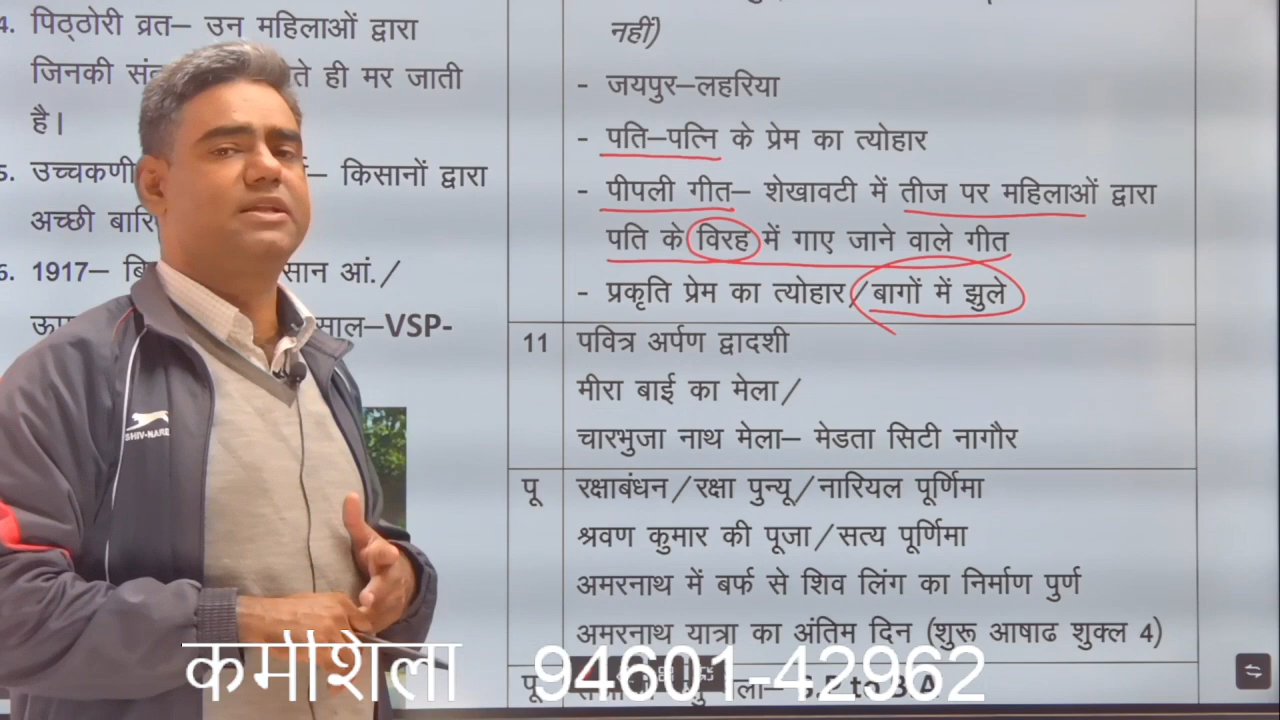 4. पिठ्ठोरी व्रत– उन महिलाओं द्वारा
जिनकी ते ही मर जाती
है।
5. उच्चकणी – किसानों द्वारा
अच्छी
6. 1917– सान आं./
साल–VSP-
नहीं)
- जयपुर–लहरिया
- पति–पत्नि के प्रेम का त्योहार
- पीपली गीत– शेखावटी में तीज पर महिलाओं द्वारा
पति के विरह में गाए जाने वाले गीत
- प्रकृति प्रेम का त्योहार/बागों में झुले
11 पवित्र अर्पण द्वादशी
मीरा बाई का मेला/
चारभुजा नाथ मेला– मेडता सिटी नागौर
पू रक्षाबंधन/रक्षा पुन्यू/नारियल पूर्णिमा
श्रवण कुमार की पूजा/सत्य पूर्णिमा
अमरनाथ में बर्फ से शिव लिंग का निर्माण पुर्ण
अमरनाथ यात्रा का अंतिम दिन (शुरू आषाढ शुक्ल 4)
पू
SHIV-NARE
कर्मशिला 94601-42962